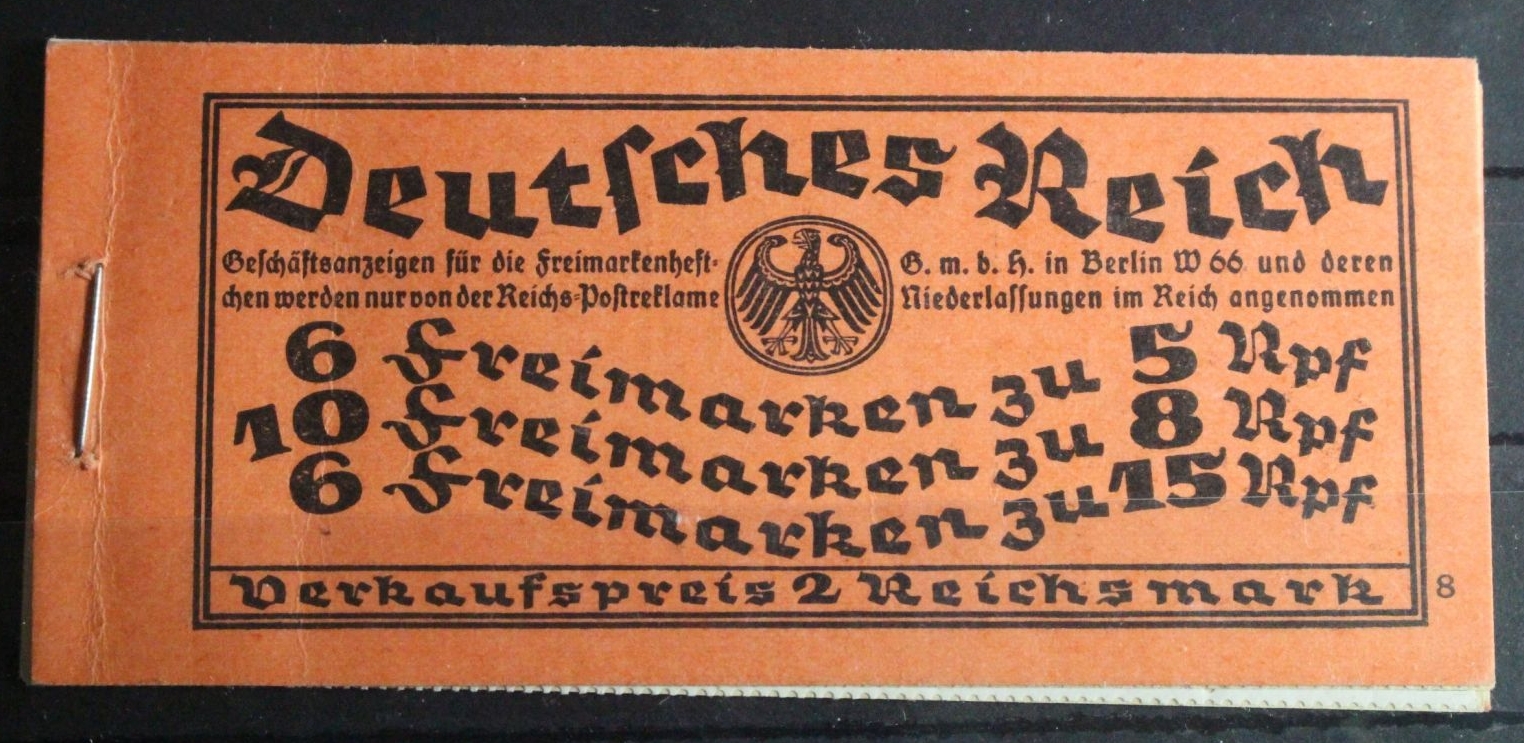 Deutsches Reich
Geschäftsanzeigen für die Freimarkenheft-
chen werden nur von der Reichs-Postreklame
G. m. b. H. in Berlin W 66 und deren
Niederlassungen im Reich angenommen
6 Freimarken zu 5 Rpf
10 Freimarken zu 8 Rpf
6 Freimarken zu 15 Rpf
Verkaufspreis 2 Reichsmark
8